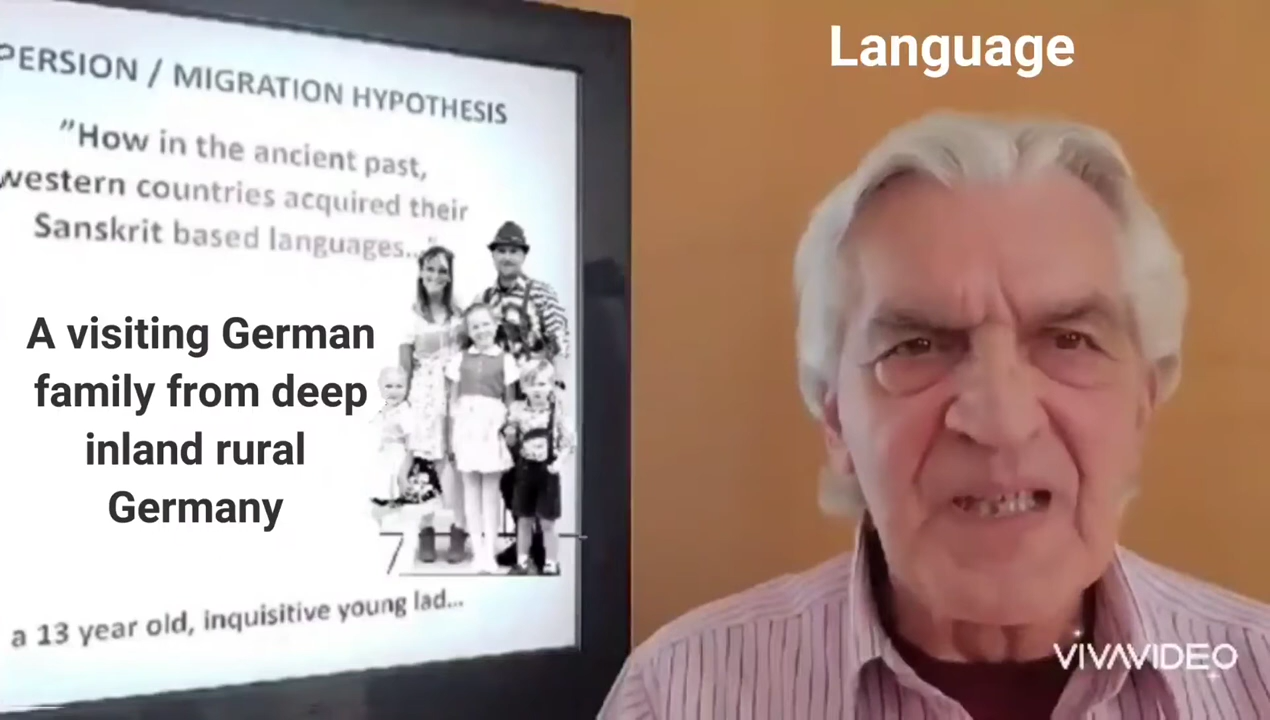 PERSION / MIGRATION HYPOTHESIS
"How in the ancient past,
western countries acquired their
Sanskrit based languages..."
A visiting German
family from deep
inland rural
Germany
a 13 year old, inquisitive young lad...
Language
VIVAVIDEO